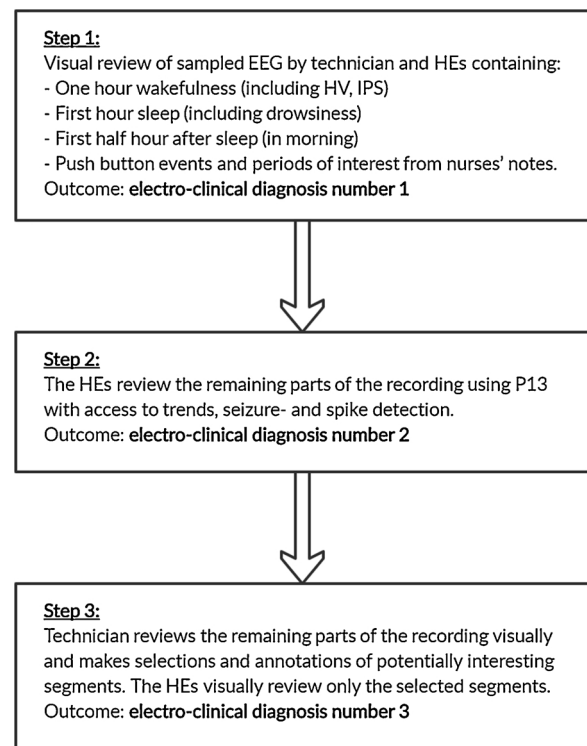 Step 1:
Visual review of sampled EEG by technician and HEs containing:
- One hour wakefulness (including HV, IPS)
- First hour sleep (including drowsiness)
- First half hour after sleep (in morning)
- Push button events and periods of interest from nurses' notes.
Outcome: electro-clinical diagnosis number 1
Step 2:
The HEs review the remaining parts of the recording using P13
with access to trends, seizure- and spike detection.
Outcome: electro-clinical diagnosis number 2
Step 3:
Technician reviews the remaining parts of the recording visually
and makes selections and annotations of potentially interesting
segments. The HEs visually review only the selected segments.
Outcome: electro-clinical diagnosis number 3